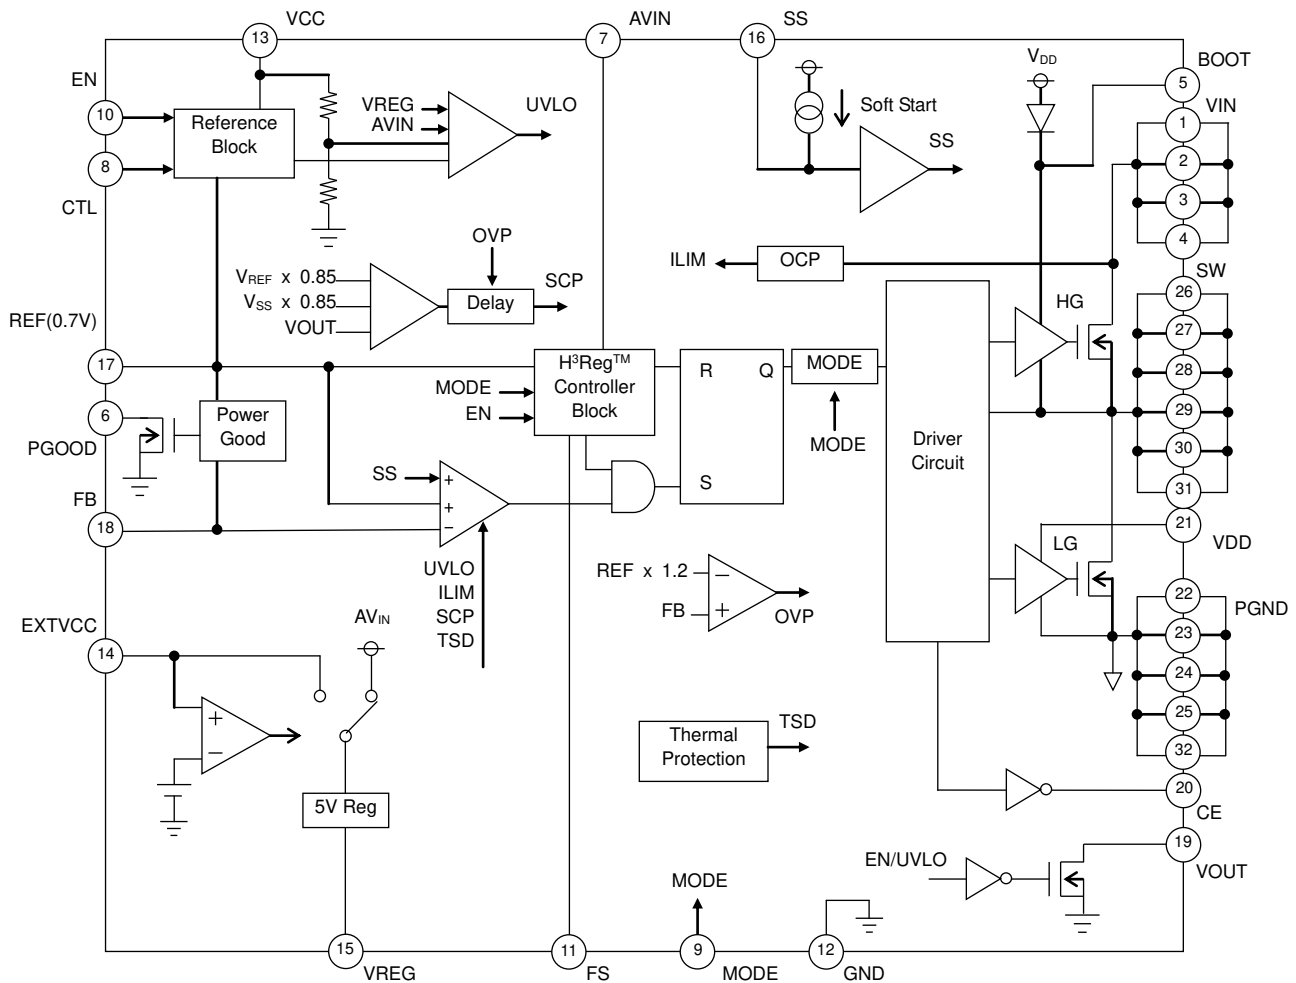 VCC
AVIN
SS
13
7
16
EN
10
8
CTL
Reference
Block
VREG
AVIN
UVLO
Soft Start
SS
VDD
BOOT
5
VIN
1
2
3
4
OVP
VREF x 0.85
VSS x 0.85
VOUT
Delay
SCP
ILIM
OCP
SW
26
27
28
29
30
31
HG
REF(0.7V)
17
6
PGOOD
Power
Good
FB
18
MODE
EN
H³Reg™
Controller
Block
R
Q
S
MODE
MODE
Driver
Circuit
SS
+
+
−
UVLO
ILIM
SCP
TSD
REF x 1.2
FB
−
+
OVP
LG
21
VDD
22
PGND
23
24
25
32
EXTVCC
14
+
−
AVIN
5V Reg
Thermal
Protection
TSD
20
CE
19
VOUT
EN/UVLO
MODE
15
VREG
11
FS
9
MODE
12
GND